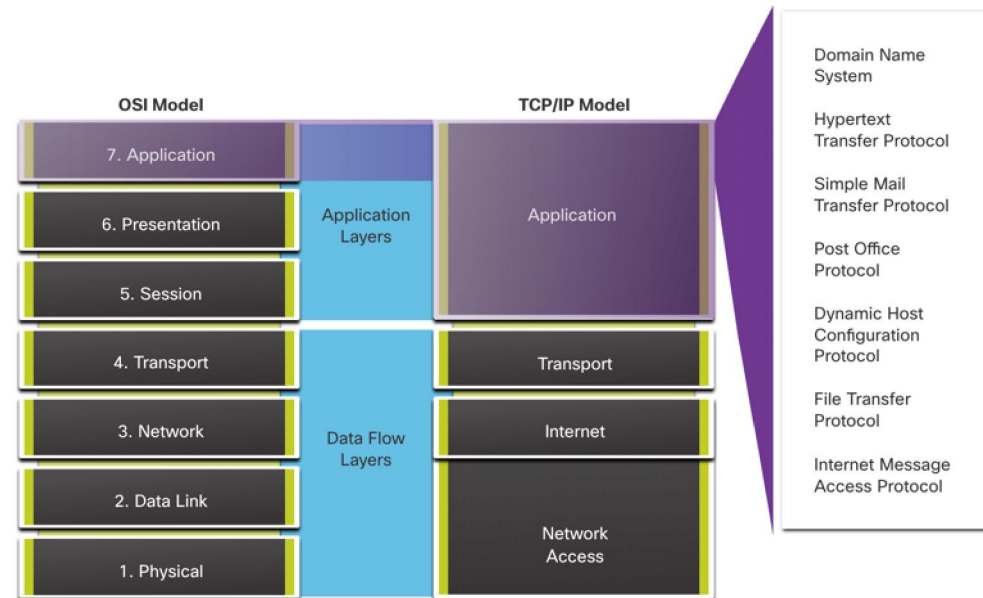 OSI Model
TCP/IP Model
7. Application
6. Presentation
5. Session
4. Transport
3. Network
2. Data Link
1. Physical
Application
Layers
Data Flow
Layers
Application
Transport
Internet
Network
Access
Domain Name
System
Hypertext
Transfer Protocol
Simple Mail
Transfer Protocol
Post Office
Protocol
Dynamic Host
Configuration
Protocol
File Transfer
Protocol
Internet Message
Access Protocol